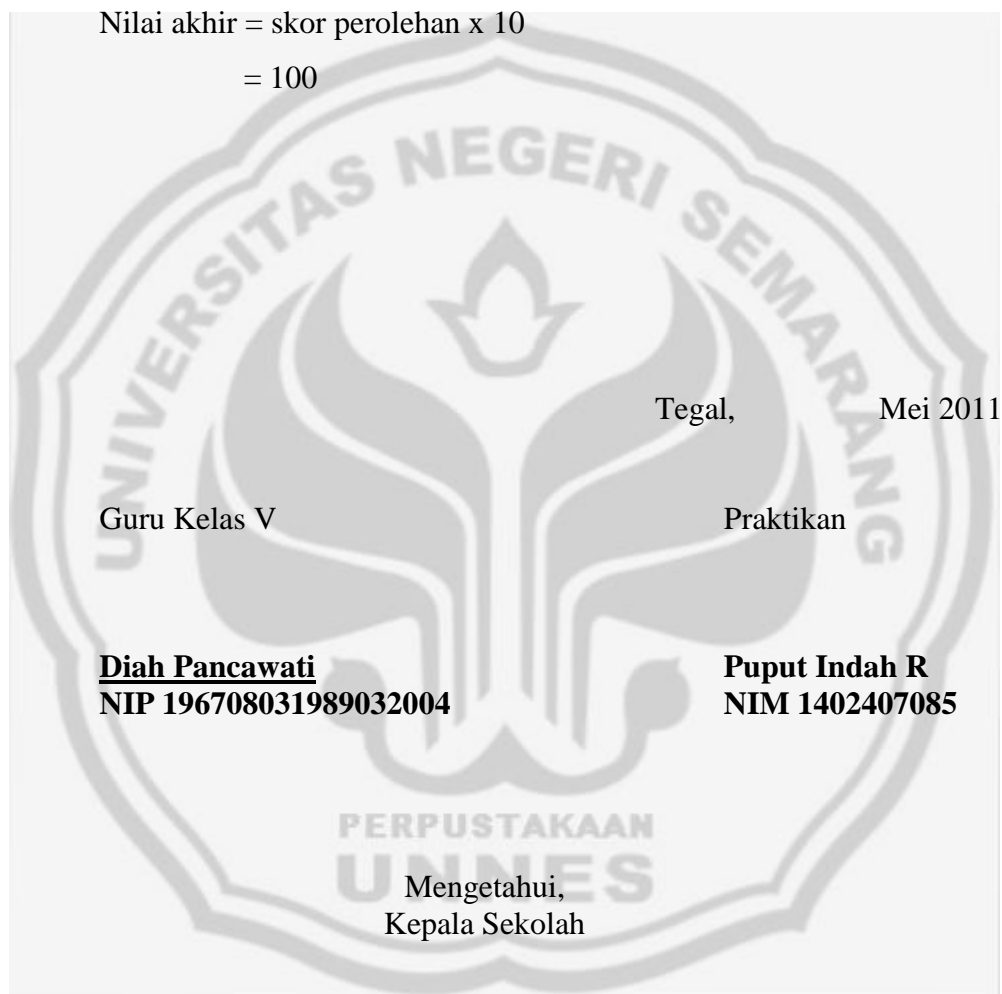 Nilai akhir = skor perolehan x 10
= 100
UNIVERSITAS NEGERI SEMARANG
Tegal, Mei 2011
Guru Kelas V Praktikan
Diah Pancawati Puput Indah R
NIP 196708031989032004 NIM 1402407085
PERPUSTAKAAN
UNNES
Mengetahui,
Kepala Sekolah